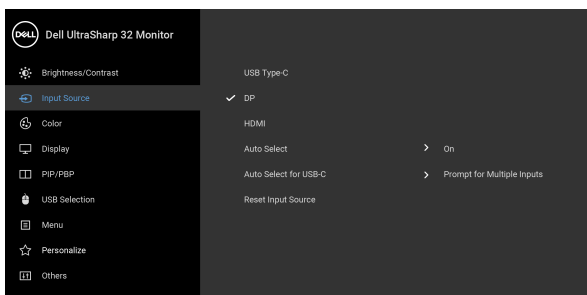 DELL Dell UltraSharp 32 Monitor
Brightness/Contrast
USB Type-C
Input Source
DP
Color
HDMI
Display
Auto Select
On
PIP/PBP
Auto Select for USB-C
Prompt for Multiple Inputs
USB Selection
Reset Input Source
Menu
Personalize
Others